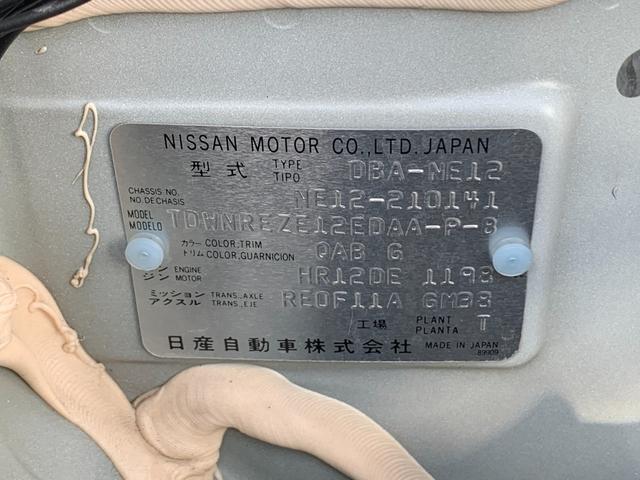 NISSAN MOTOR CO.,LTD. JAPAN
型式 TYPE TIPO DBA-NE12
CHASSIS NO. NO. DE CHASIS NE12-210141
MODEL MODELO TDWNREZE12EDAA-P-B
カラー COLOR;TRIM トリム COLOR,GUARNICION QAB G
ジン ENGINE MOTOR HR12DE 1198
ミッション TRANS.,AXLE アクスル TRANS.,EJE RE0F11A GM38
工場 PLANT PLANTA T
日産自動車株式会社 MADE IN JAPAN
89909